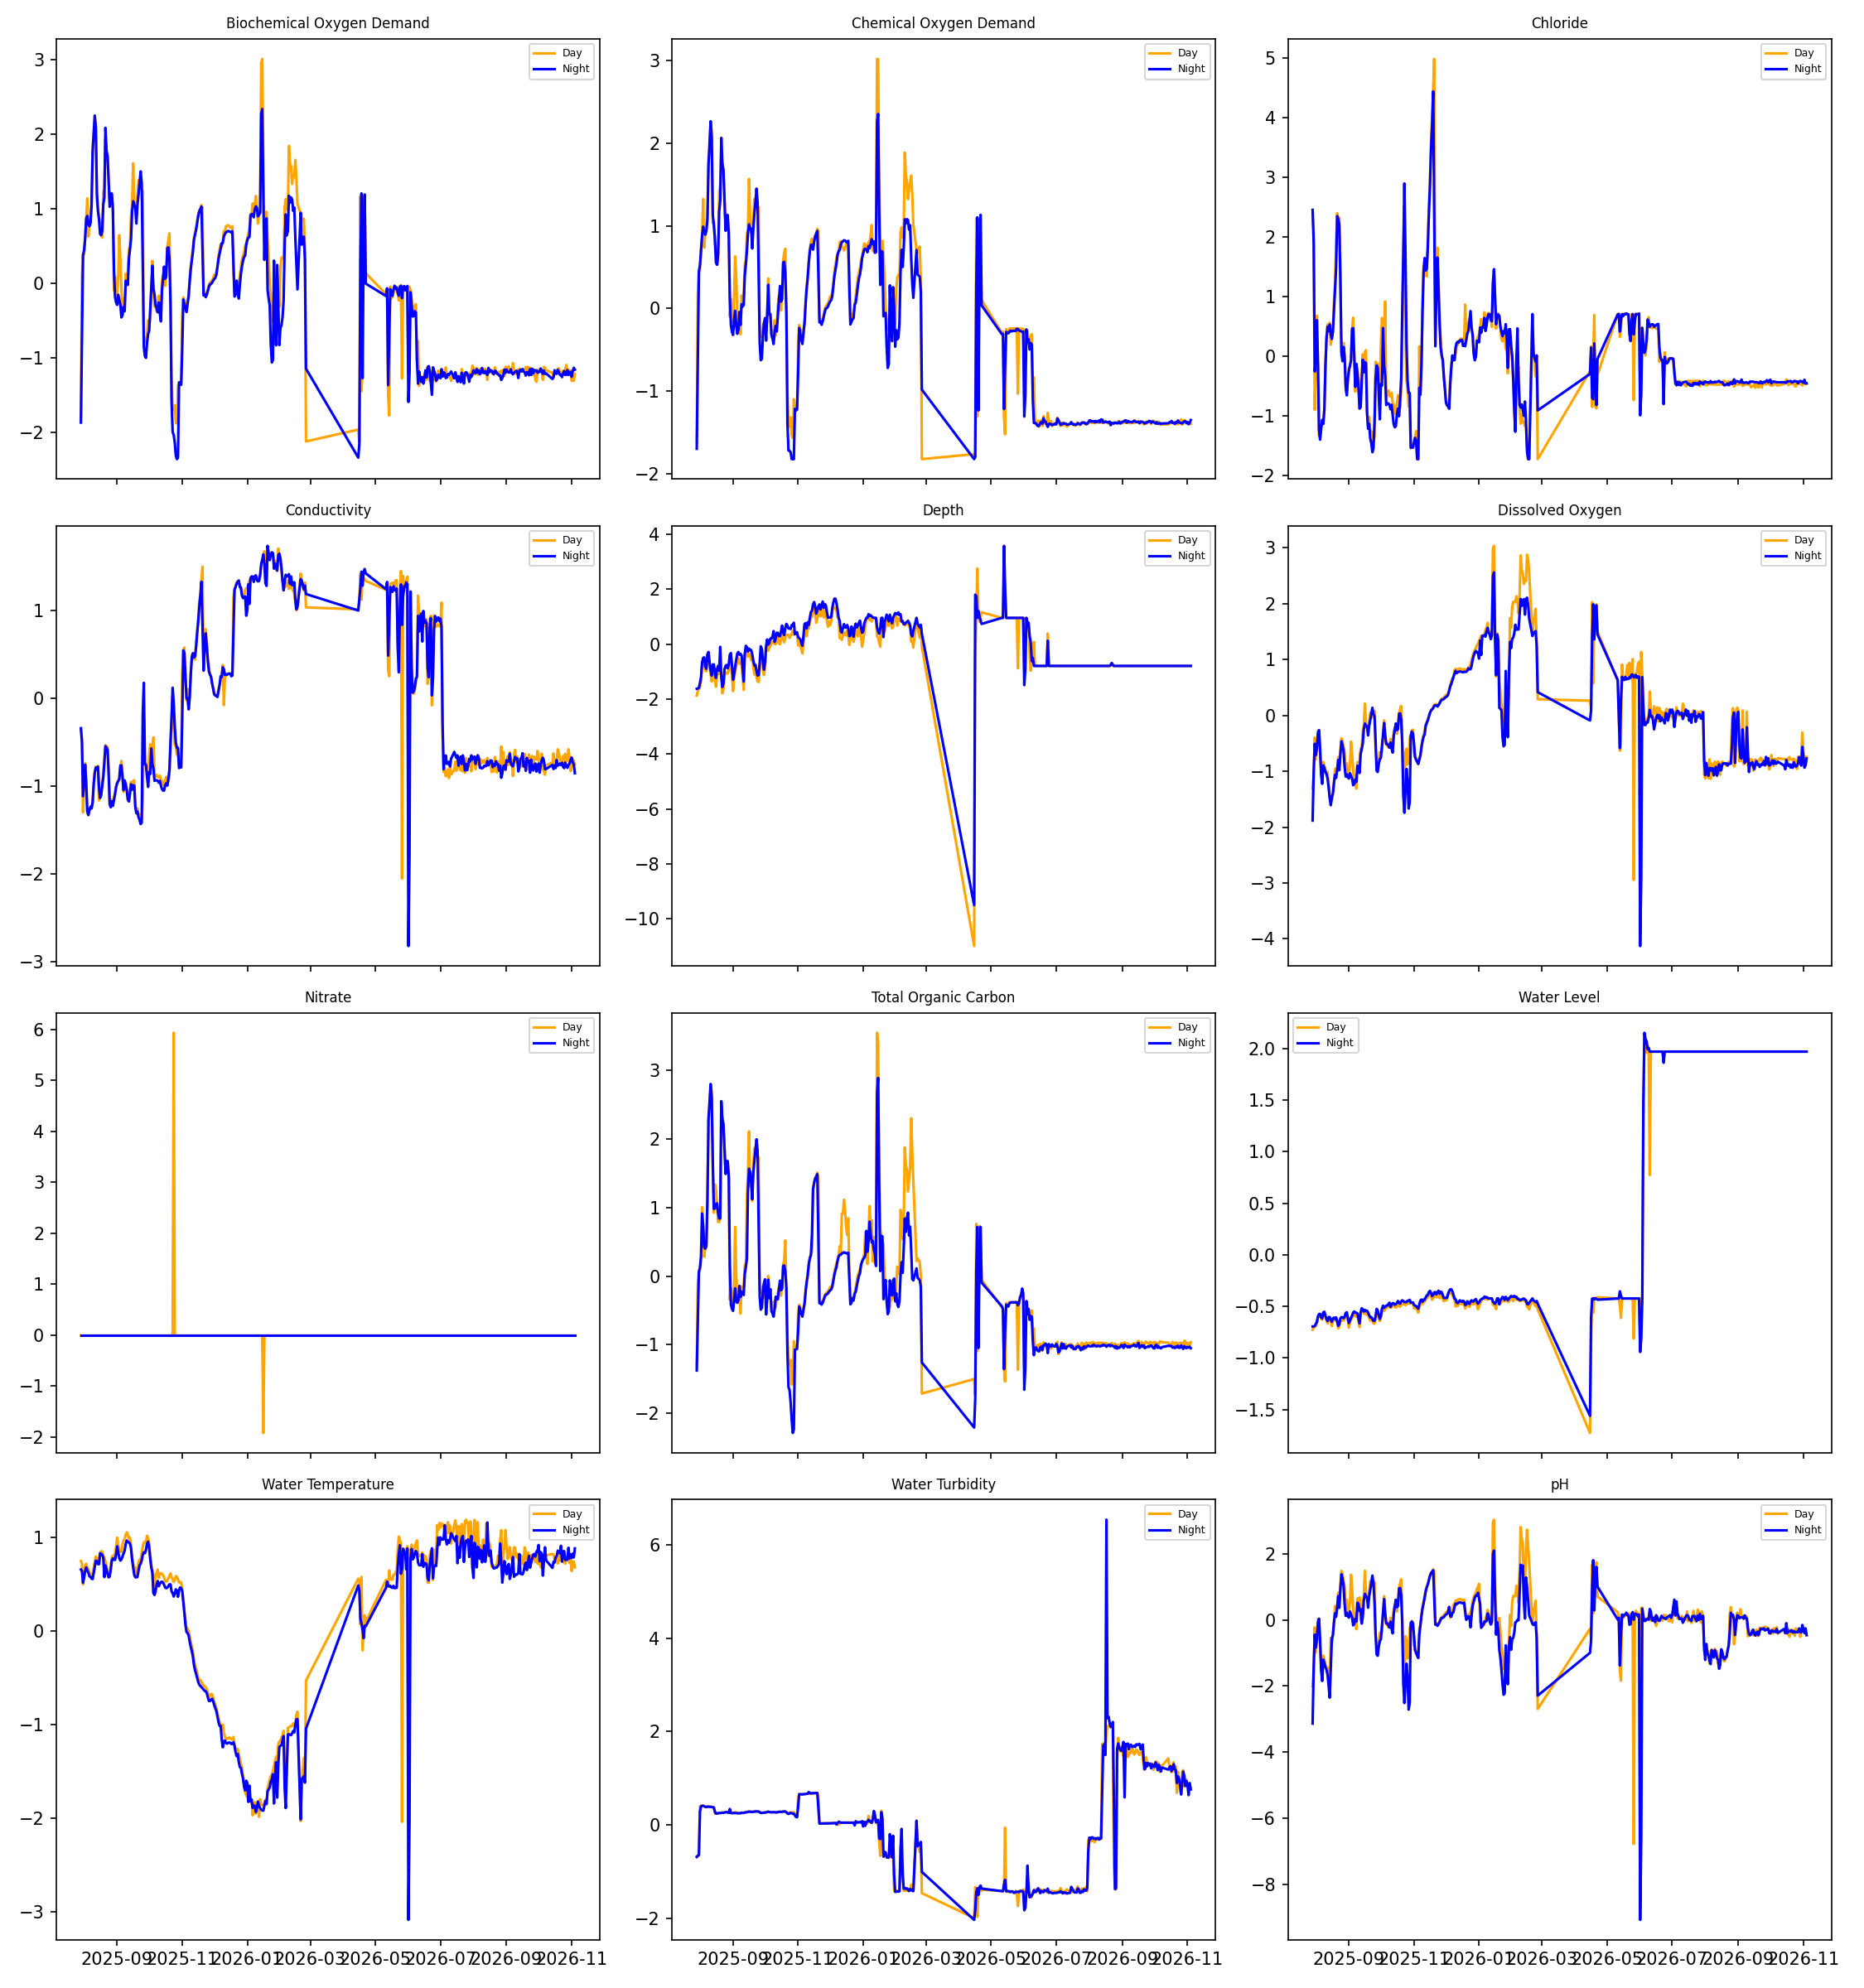 Biochemical Oxygen Demand
3
2
1
0
−1
−2
Day
Night
Chemical Oxygen Demand
3
2
1
0
−1
−2
Day
Night
Chloride
5
4
3
2
1
0
−1
−2
Day
Night
Conductivity
1
0
−1
−2
−3
Day
Night
Depth
4
2
0
−2
−4
−6
−8
−10
Day
Night
Dissolved Oxygen
3
2
1
0
−1
−2
−3
−4
Day
Night
Nitrate
6
5
4
3
2
1
0
−1
−2
Day
Night
Total Organic Carbon
3
2
1
0
−1
−2
Day
Night
Water Level
2.0
1.5
1.0
0.5
0.0
−0.5
−1.0
−1.5
Day
Night
Water Temperature
1
0
−1
−2
−3
Day
Night
2025-09 2025-11 2026-01 2026-03 2026-05 2026-07 2026-09 2026-11
Water Turbidity
6
4
2
0
−2
Day
Night
2025-09 2025-11 2026-01 2026-03 2026-05 2026-07 2026-09 2026-11
pH
2
0
−2
−4
−6
−8
Day
Night
2025-09 2025-11 2026-01 2026-03 2026-05 2026-07 2026-09 2026-11